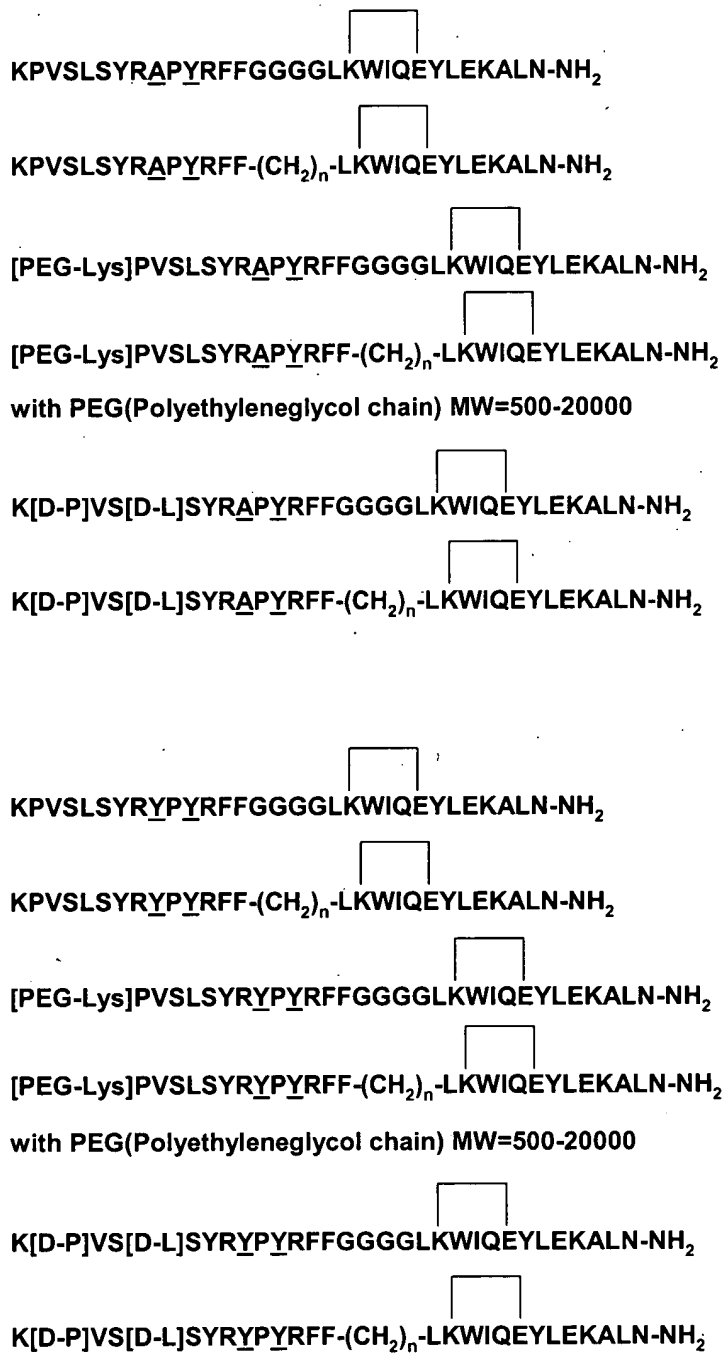 KPVSLSYRAPYRFFGGGGLKWIQEYLEKALN-NH₂
KPVSLSYRAPYRFF-(CH₂)ₙ-LKWIQEYLEKALN-NH₂
[PEG-Lys]PVSLSYRAPYRFFGGGGLKWIQEYLEKALN-NH₂
[PEG-Lys]PVSLSYRAPYRFF-(CH₂)ₙ-LKWIQEYLEKALN-NH₂
with PEG(Polyethyleneglycol chain) MW=500-20000
K[D-P]VS[D-L]SYRAPYRFFGGGGLKWIQEYLEKALN-NH₂
K[D-P]VS[D-L]SYRAPYRFF-(CH₂)ₙ-LKWIQEYLEKALN-NH₂
KPVSLSYRYPYRFFGGGGLKWIQEYLEKALN-NH₂
KPVSLSYRYPYRFF-(CH₂)ₙ-LKWIQEYLEKALN-NH₂
[PEG-Lys]PVSLSYRYPYRFFGGGGLKWIQEYLEKALN-NH₂
[PEG-Lys]PVSLSYRYPYRFF-(CH₂)ₙ-LKWIQEYLEKALN-NH₂
with PEG(Polyethyleneglycol chain) MW=500-20000
K[D-P]VS[D-L]SYRYPYRFFGGGGLKWIQEYLEKALN-NH₂
K[D-P]VS[D-L]SYRYPYRFF-(CH₂)ₙ-LKWIQEYLEKALN-NH₂